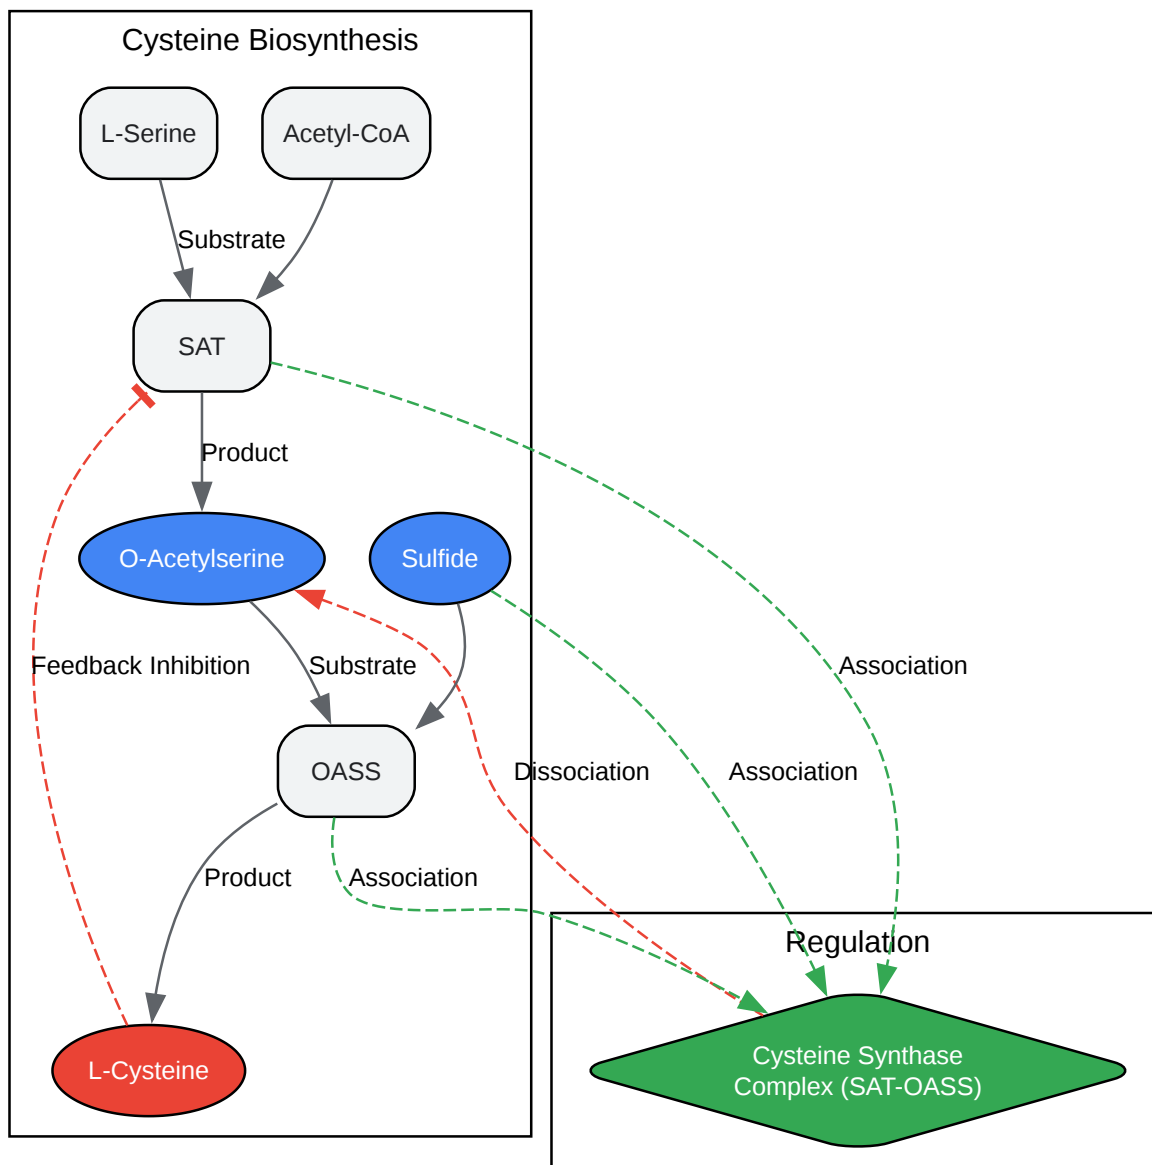 Cysteine Biosynthesis
L-Serine
Acetyl-CoA
Substrate
SAT
Product
O-Acetylserine
Sulfide
Feedback Inhibition
Substrate
Association
OASS
Dissociation
Association
Product
Association
Regulation
L-Cysteine
Cysteine Synthase
Complex (SAT-OASS)